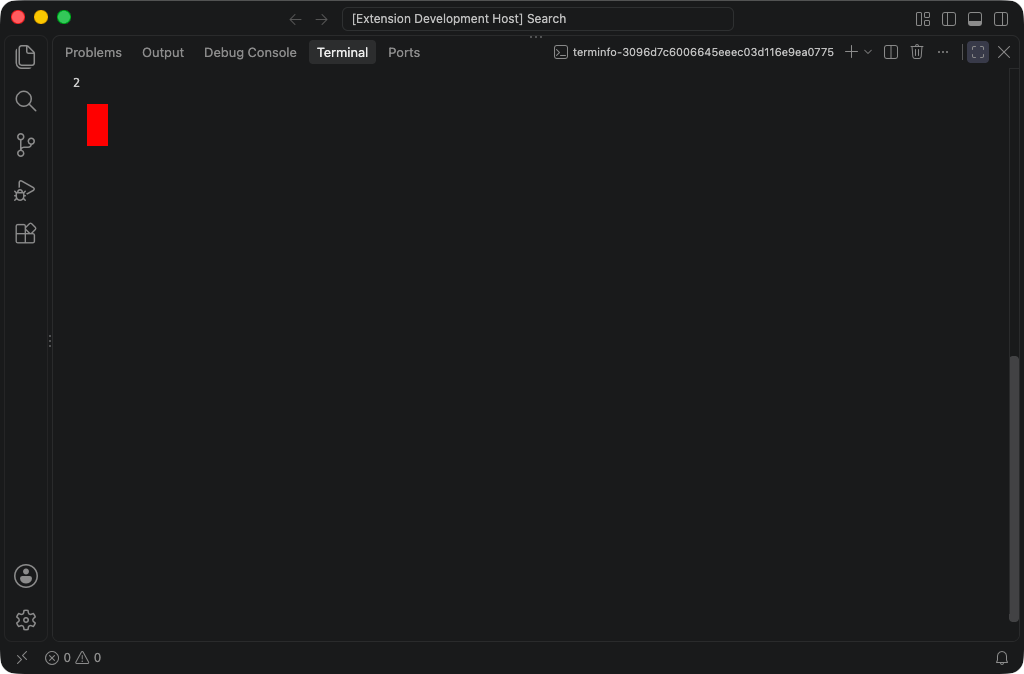 [Extension Development Host] Search
Problems Output Debug Console Terminal Ports terminfo-3096d7c6006645eeec03d116e9ea0775
2
0 0